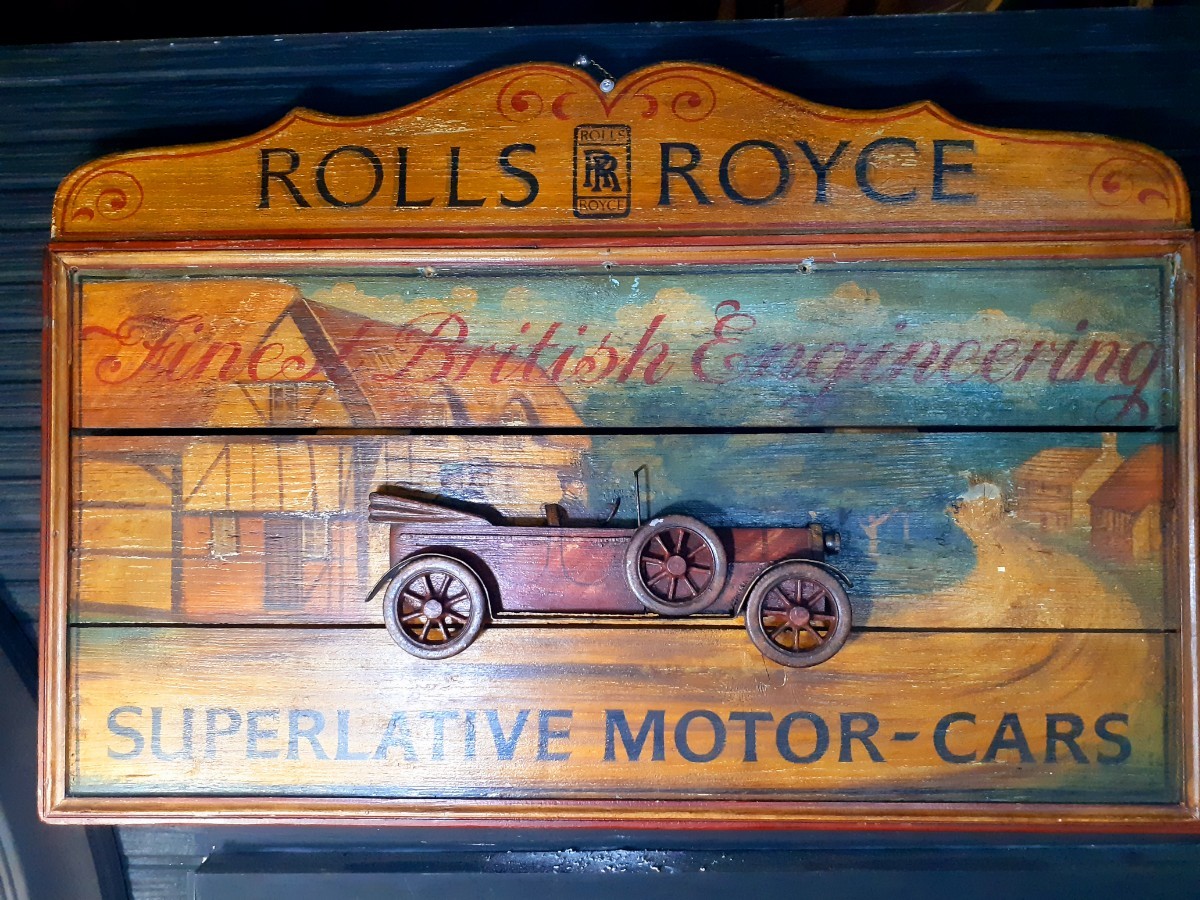 ROLLS ROLLS RR ROYCE ROYCE
Finest British Engineering
SUPERLATIVE MOTOR-CARS